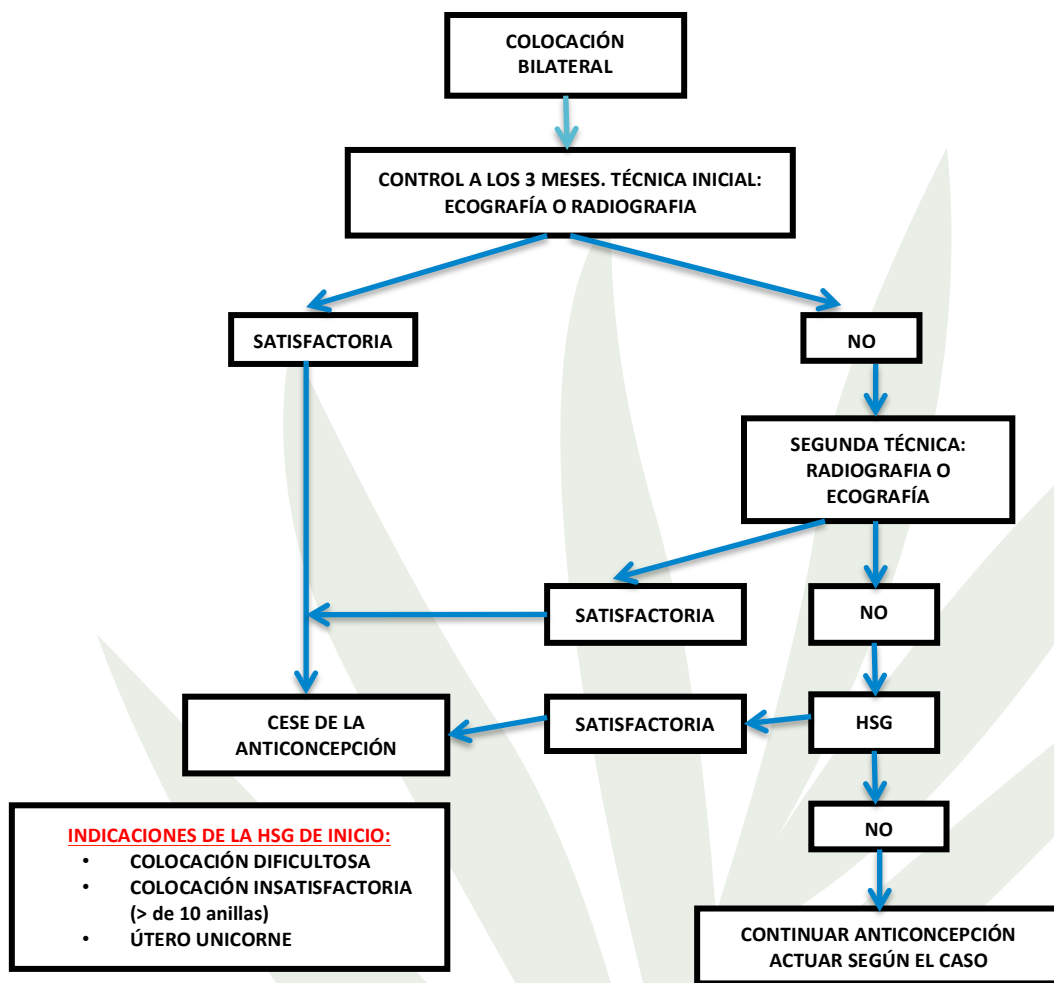 COLOCACIÓN
BILATERAL
CONTROL A LOS 3 MESES. TÉCNICA INICIAL:
ECOGRAFÍA O RADIOGRAFIA
SATISFACTORIA
NO
SEGUNDA TÉCNICA:
RADIOGRAFIA O
ECOGRAFÍA
SATISFACTORIA
NO
CESE DE LA
ANTICONCEPCIÓN
SATISFACTORIA
HSG
NO
INDICACIONES DE LA HSG DE INICIO:
• COLOCACIÓN DIFICULTOSA
• COLOCACIÓN INSATISFACTORIA
(> de 10 anillas)
• ÚTERO UNICORNE
CONTINUAR ANTICONCEPCIÓN
ACTUAR SEGÚN EL CASO